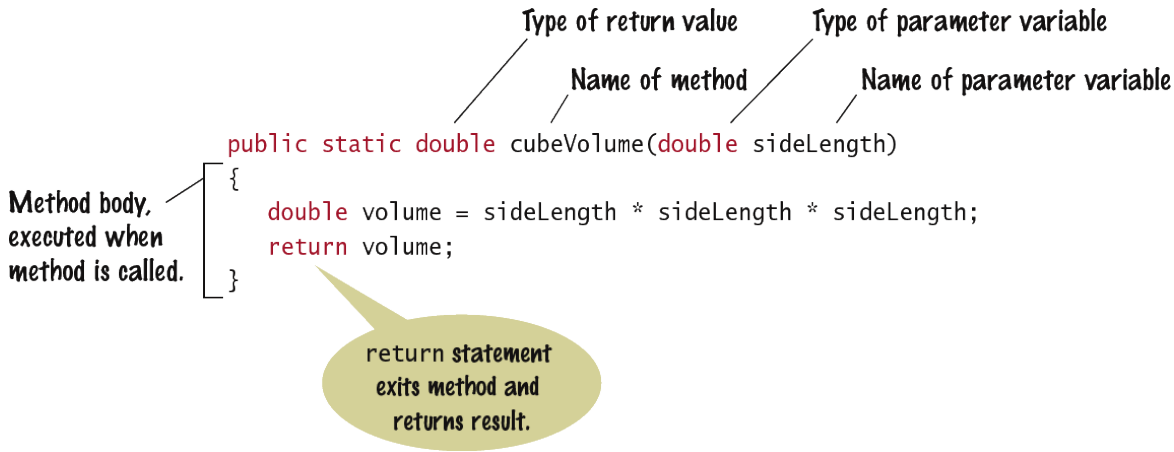 Type of return value
Type of parameter variable
Name of method
Name of parameter variable
public static double cubeVolume(double sideLength)
{
Method body,
executed when
method is called.
double volume = sideLength * sideLength * sideLength;
return volume;
}
return statement
exits method and
returns result.